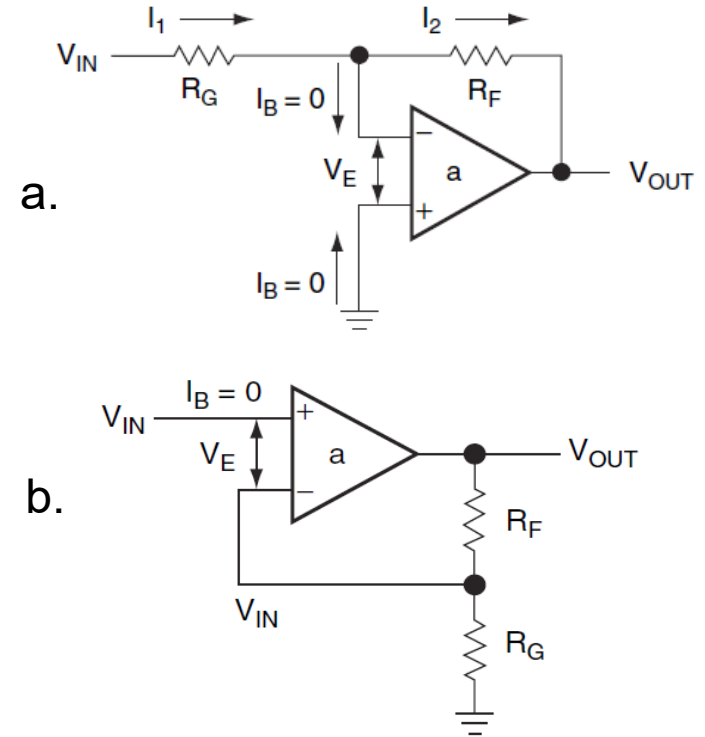 I1 I2
VIN
RG RF
IB = 0
−
VE a VOUT
a.
+
IB = 0
IB = 0
VIN +
VE a VOUT
b. −
RF
VIN
RG